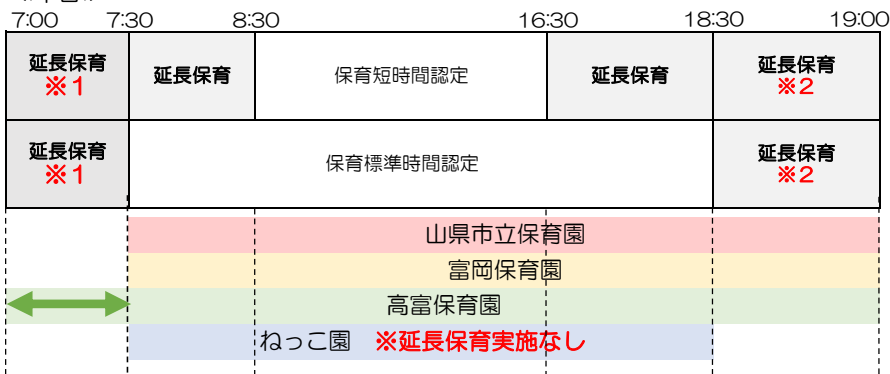 7:00 7:30 8:30 16:30 18:30 19:00
延長保育 ※1 延長保育 保育短時間認定 延長保育 延長保育 ※2
延長保育 ※1 保育標準時間認定 延長保育 ※2
山県市立保育園
富岡保育園
高富保育園
ねっこ園 ※延長保育実施なし